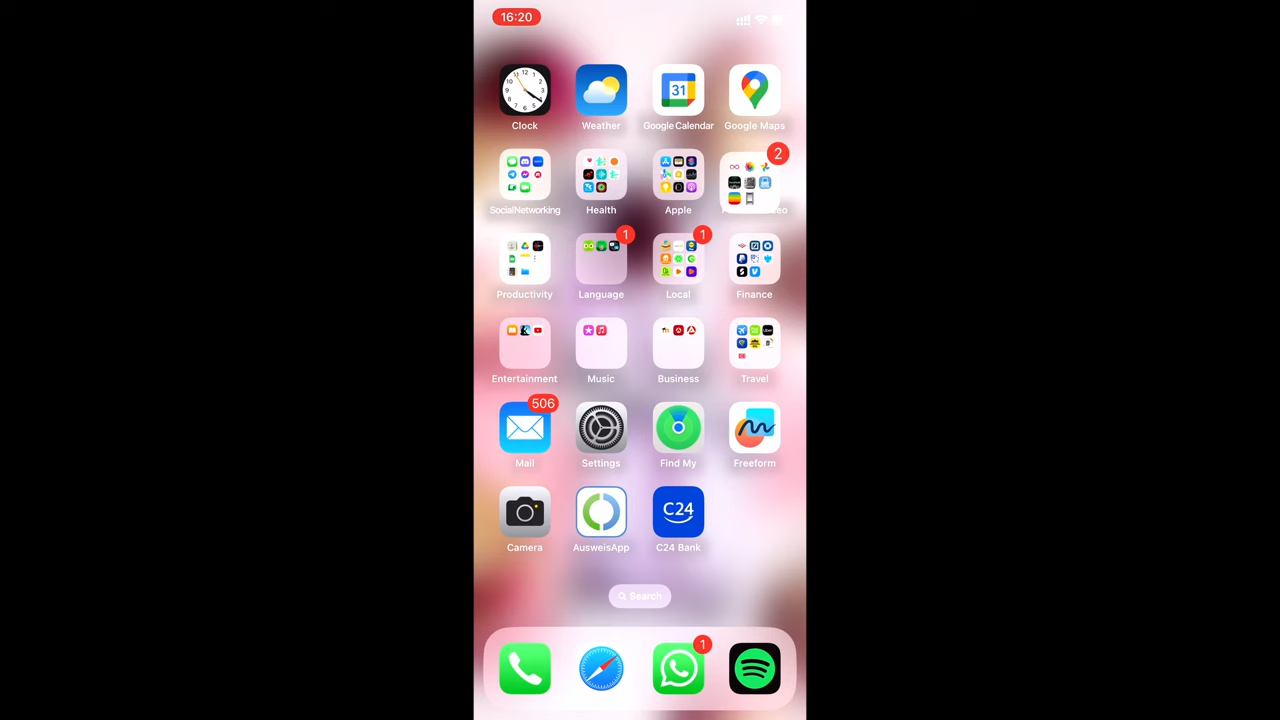 16:20
Clock Weather Google Calendar Google Maps
31
2
SocialNetworking Health Apple
1 1
Productivity Language Local Finance
Entertainment Music Business Travel
506
Mail Settings Find My Freeform
C24
Camera AusweisApp C24 Bank
Search
1